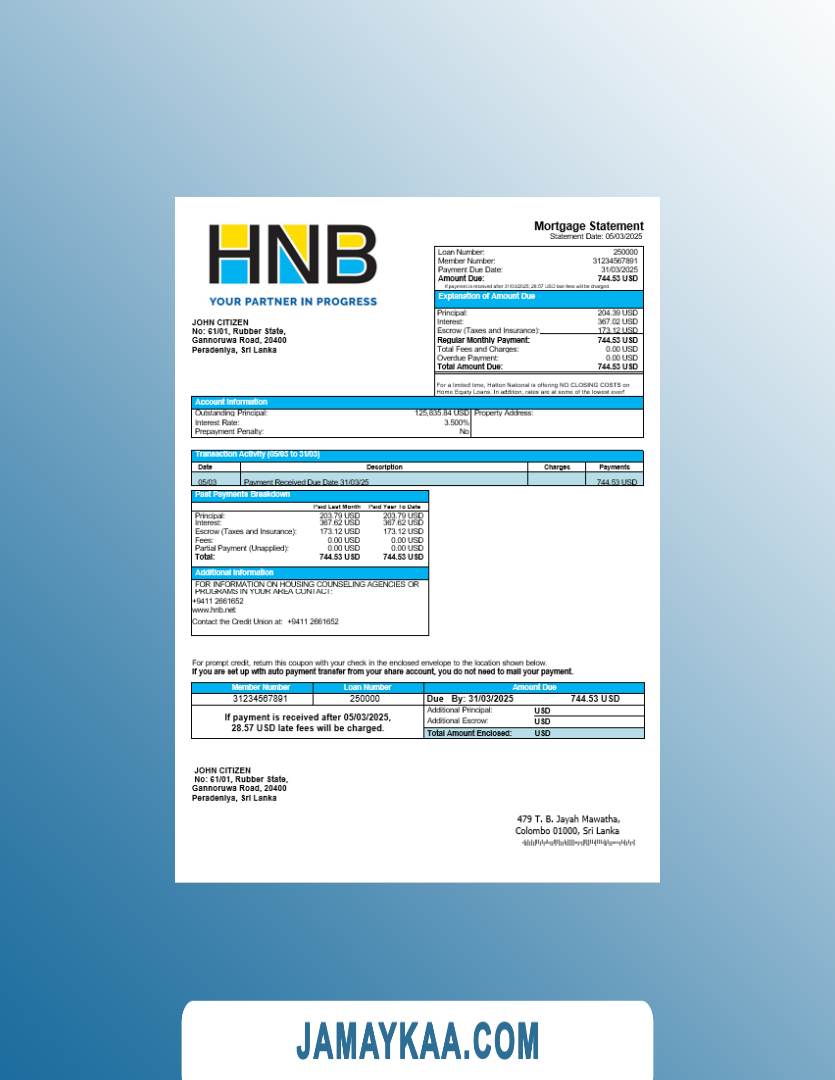 HNB
YOUR PARTNER IN PROGRESS
Mortgage Statement
Statement Date: 05/03/2025
Loan Number: 250000
Member Number: 31234567891
Payment Due Date: 31/03/2025
Amount Due: 744.53 USD
If payment is received after 31/03/2025, 28.57 USD late fees will be charged.
Explanation of Amount Due
Principal: 204.39 USD
Interest: 367.02 USD
Escrow (Taxes and Insurance): 173.12 USD
Regular Monthly Payment: 744.53 USD
Total Fees and Charges: 0.00 USD
Overdue Payment: 0.00 USD
Total Amount Due: 744.53 USD
For a limited time, Hatton National is offering NO CLOSING COSTS on
Home Equity Loans. In addition, rates are at some of the lowest ever!
JOHN CITIZEN
No: 61/01, Rubber State,
Gannoruwa Road, 20400
Peradeniya, Sri Lanka
Account Information
Outstanding Principal: 125,835.84 USD Property Address:
Interest Rate: 3.500%
Prepayment Penalty: No
Transaction Activity (05/03 to 31/03)
Date Description Charges Payments
05/03 Payment Received Due Date 31/03/25 744.53 USD
Past Payments Breakdown
Paid Last Month Paid Year To Date
Principal: 203.79 USD 203.79 USD
Interest: 367.62 USD 367.62 USD
Escrow (Taxes and Insurance): 173.12 USD 173.12 USD
Fees: 0.00 USD 0.00 USD
Partial Payment (Unapplied): 0.00 USD 0.00 USD
Total: 744.53 USD 744.53 USD
Additional Information
FOR INFORMATION ON HOUSING COUNSELING AGENCIES OR
PROGRAMS IN YOUR AREA CONTACT:
+9411 2661652
www.hnb.net
Contact the Credit Union at: +9411 2661652
For prompt credit, return this coupon with your check in the enclosed envelope to the location shown below.
If you are set up with auto payment transfer from your share account, you do not need to mail your payment.
Member Number Loan Number Amount Due
31234567891 250000 Due By: 31/03/2025 744.53 USD
Additional Principal: USD
Additional Escrow: USD
Total Amount Enclosed: USD
If payment is received after 05/03/2025,
28.57 USD late fees will be charged.
JOHN CITIZEN
No: 61/01, Rubber State,
Gannoruwa Road, 20400
Peradeniya, Sri Lanka
479 T. B. Jayah Mawatha,
Colombo 01000, Sri Lanka
JAMAYKAA.COM